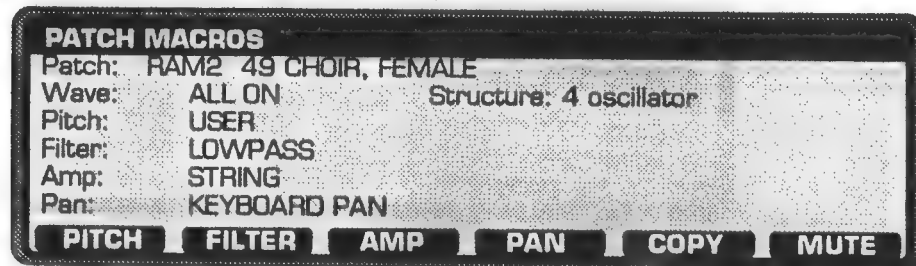 PATCH MACROS
Patch: RAM2 49 CHOIR, FEMALE
Wave: ALL ON Structure: 4 oscillator
Pitch: USER
Filter: LOWPASS
Amp: STRING
Pan: KEYBOARD PAN
PITCH FILTER AMP PAN COPY MUTE